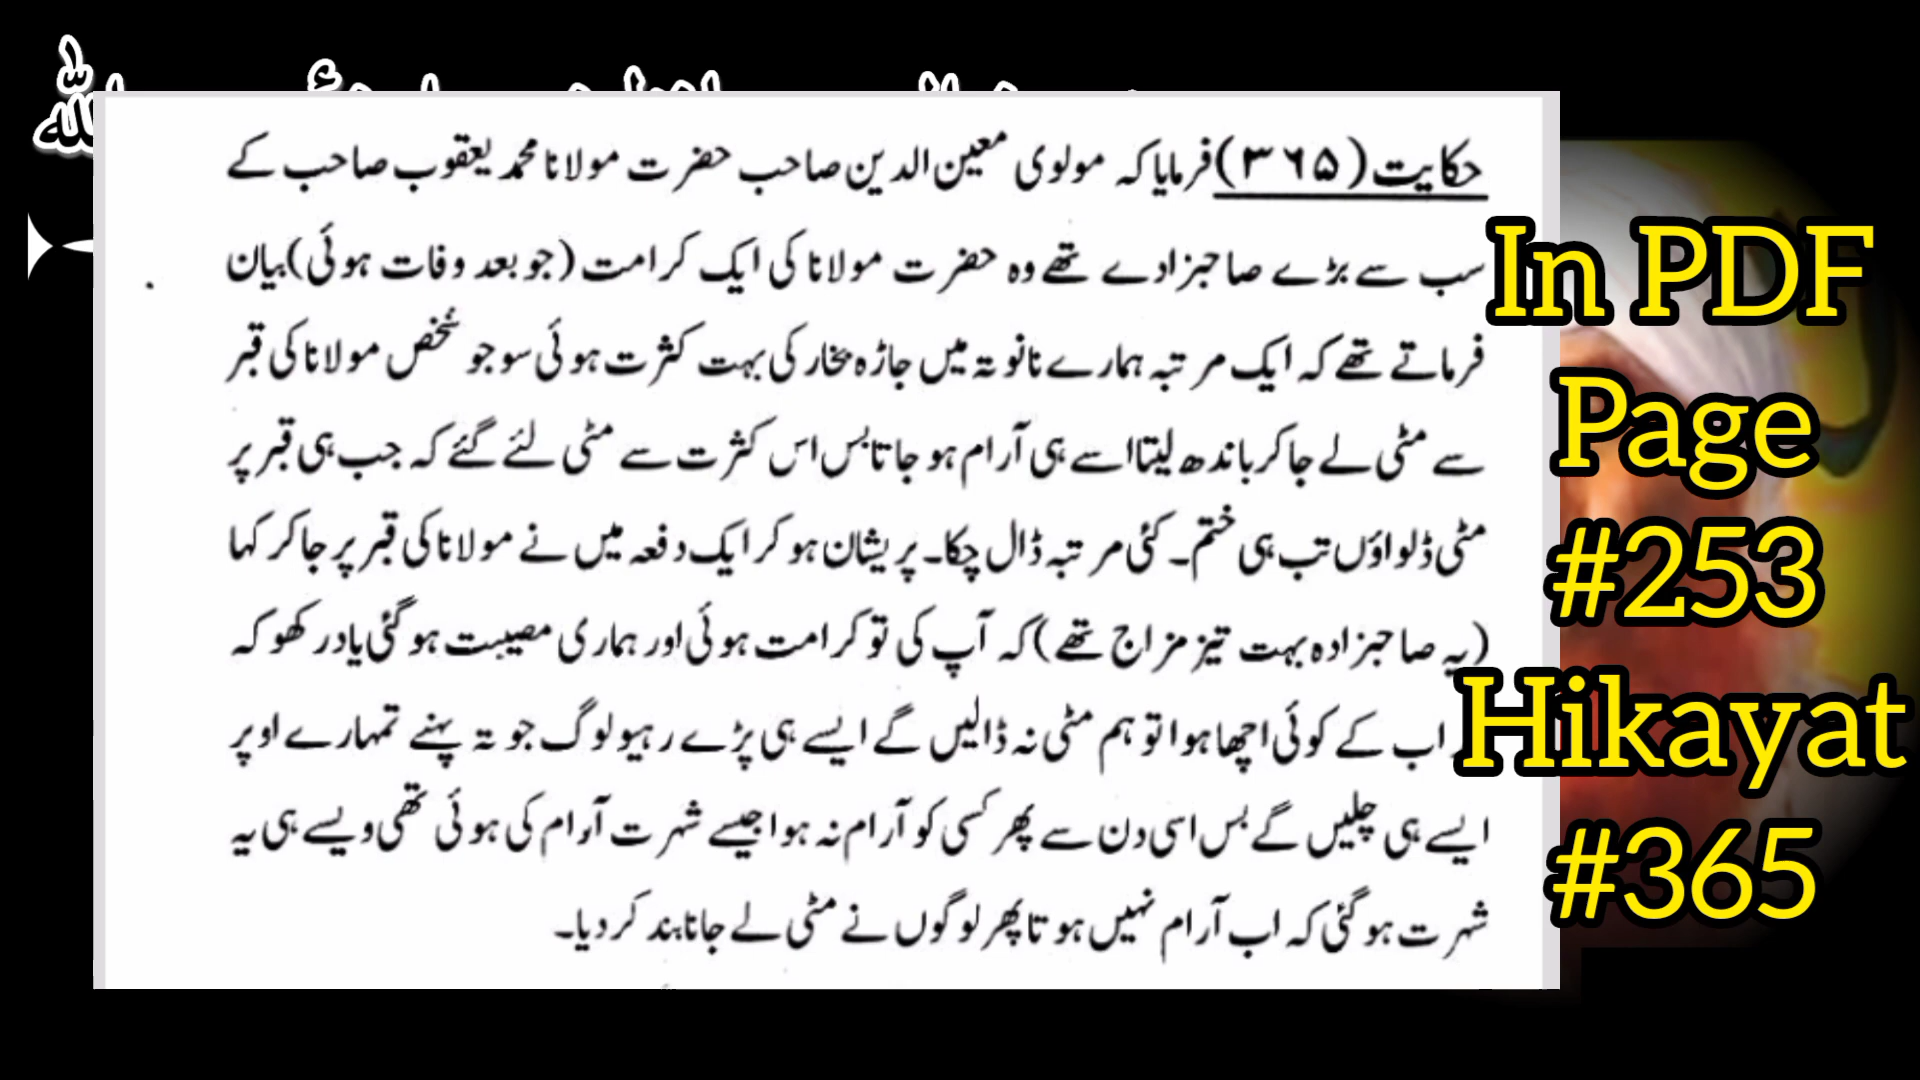 اللہ
حکایت (۳۶۵) فرمایا کہ مولوی معین الدین صاحب حضرت مولانا محمد یعقوب صاحب کے
سب سے بڑے صاحبزادے تھے وہ حضرت مولانا کی ایک کرامت (جو بعد وفات ہوئی) بیان
فرماتے تھے کہ ایک مرتبہ ہمارے نانوتہ میں جاڑہ بخار کی بہت کثرت ہوئی سو جو شخص مولانا کی قبر
سے مٹی لے جا کر باندھ لیتا اسے ہی آرام ہو جاتا بس اس کثرت سے مٹی لئے گئے کہ جب ہی قبر پر
مٹی ڈلواؤں تب ہی ختم۔ کئی مرتبہ ڈال چکا۔ پریشان ہو کر ایک دفعہ میں نے مولانا کی قبر پر جا کر کہا
(یہ صاحبزادہ بہت تیز مزاج تھے) کہ آپ کی تو کرامت ہوئی اور ہماری مصیبت ہو گئی یاد رکھو کہ
اب کے کوئی اچھا ہوا تو ہم مٹی نہ ڈالیں گے ایسے ہی پڑے رہیو لوگ جوتہ پہنے تمہارے اوپر
ایسے ہی چلیں گے بس اسی دن سے پھر کسی کو آرام نہ ہوا جیسے شہرت آرام کی ہوئی تھی ویسے ہی یہ
شہرت ہو گئی کہ اب آرام نہیں ہوتا پھر لوگوں نے مٹی لے جانا بند کر دیا۔
In PDF
Page
#253
Hikayat
#365